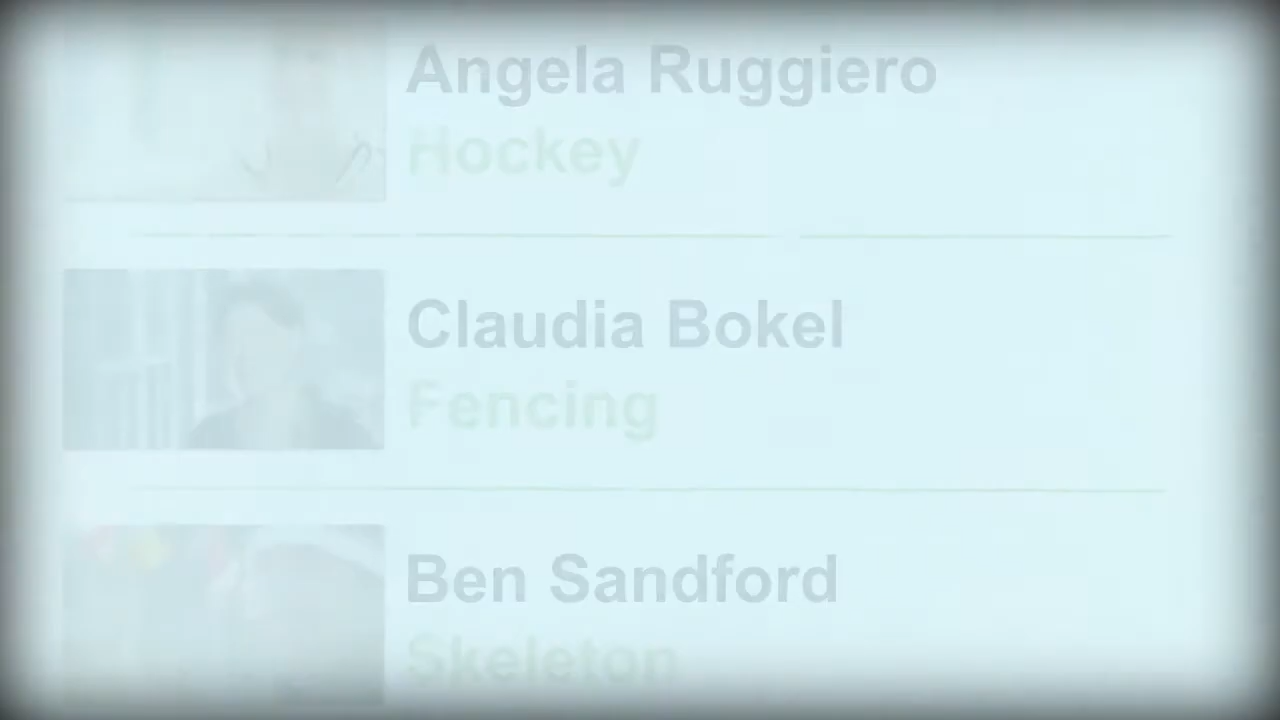 Angela Ruggiero
Hockey
Claudia Bokel
Fencing
Ben Sandford
Skeleton